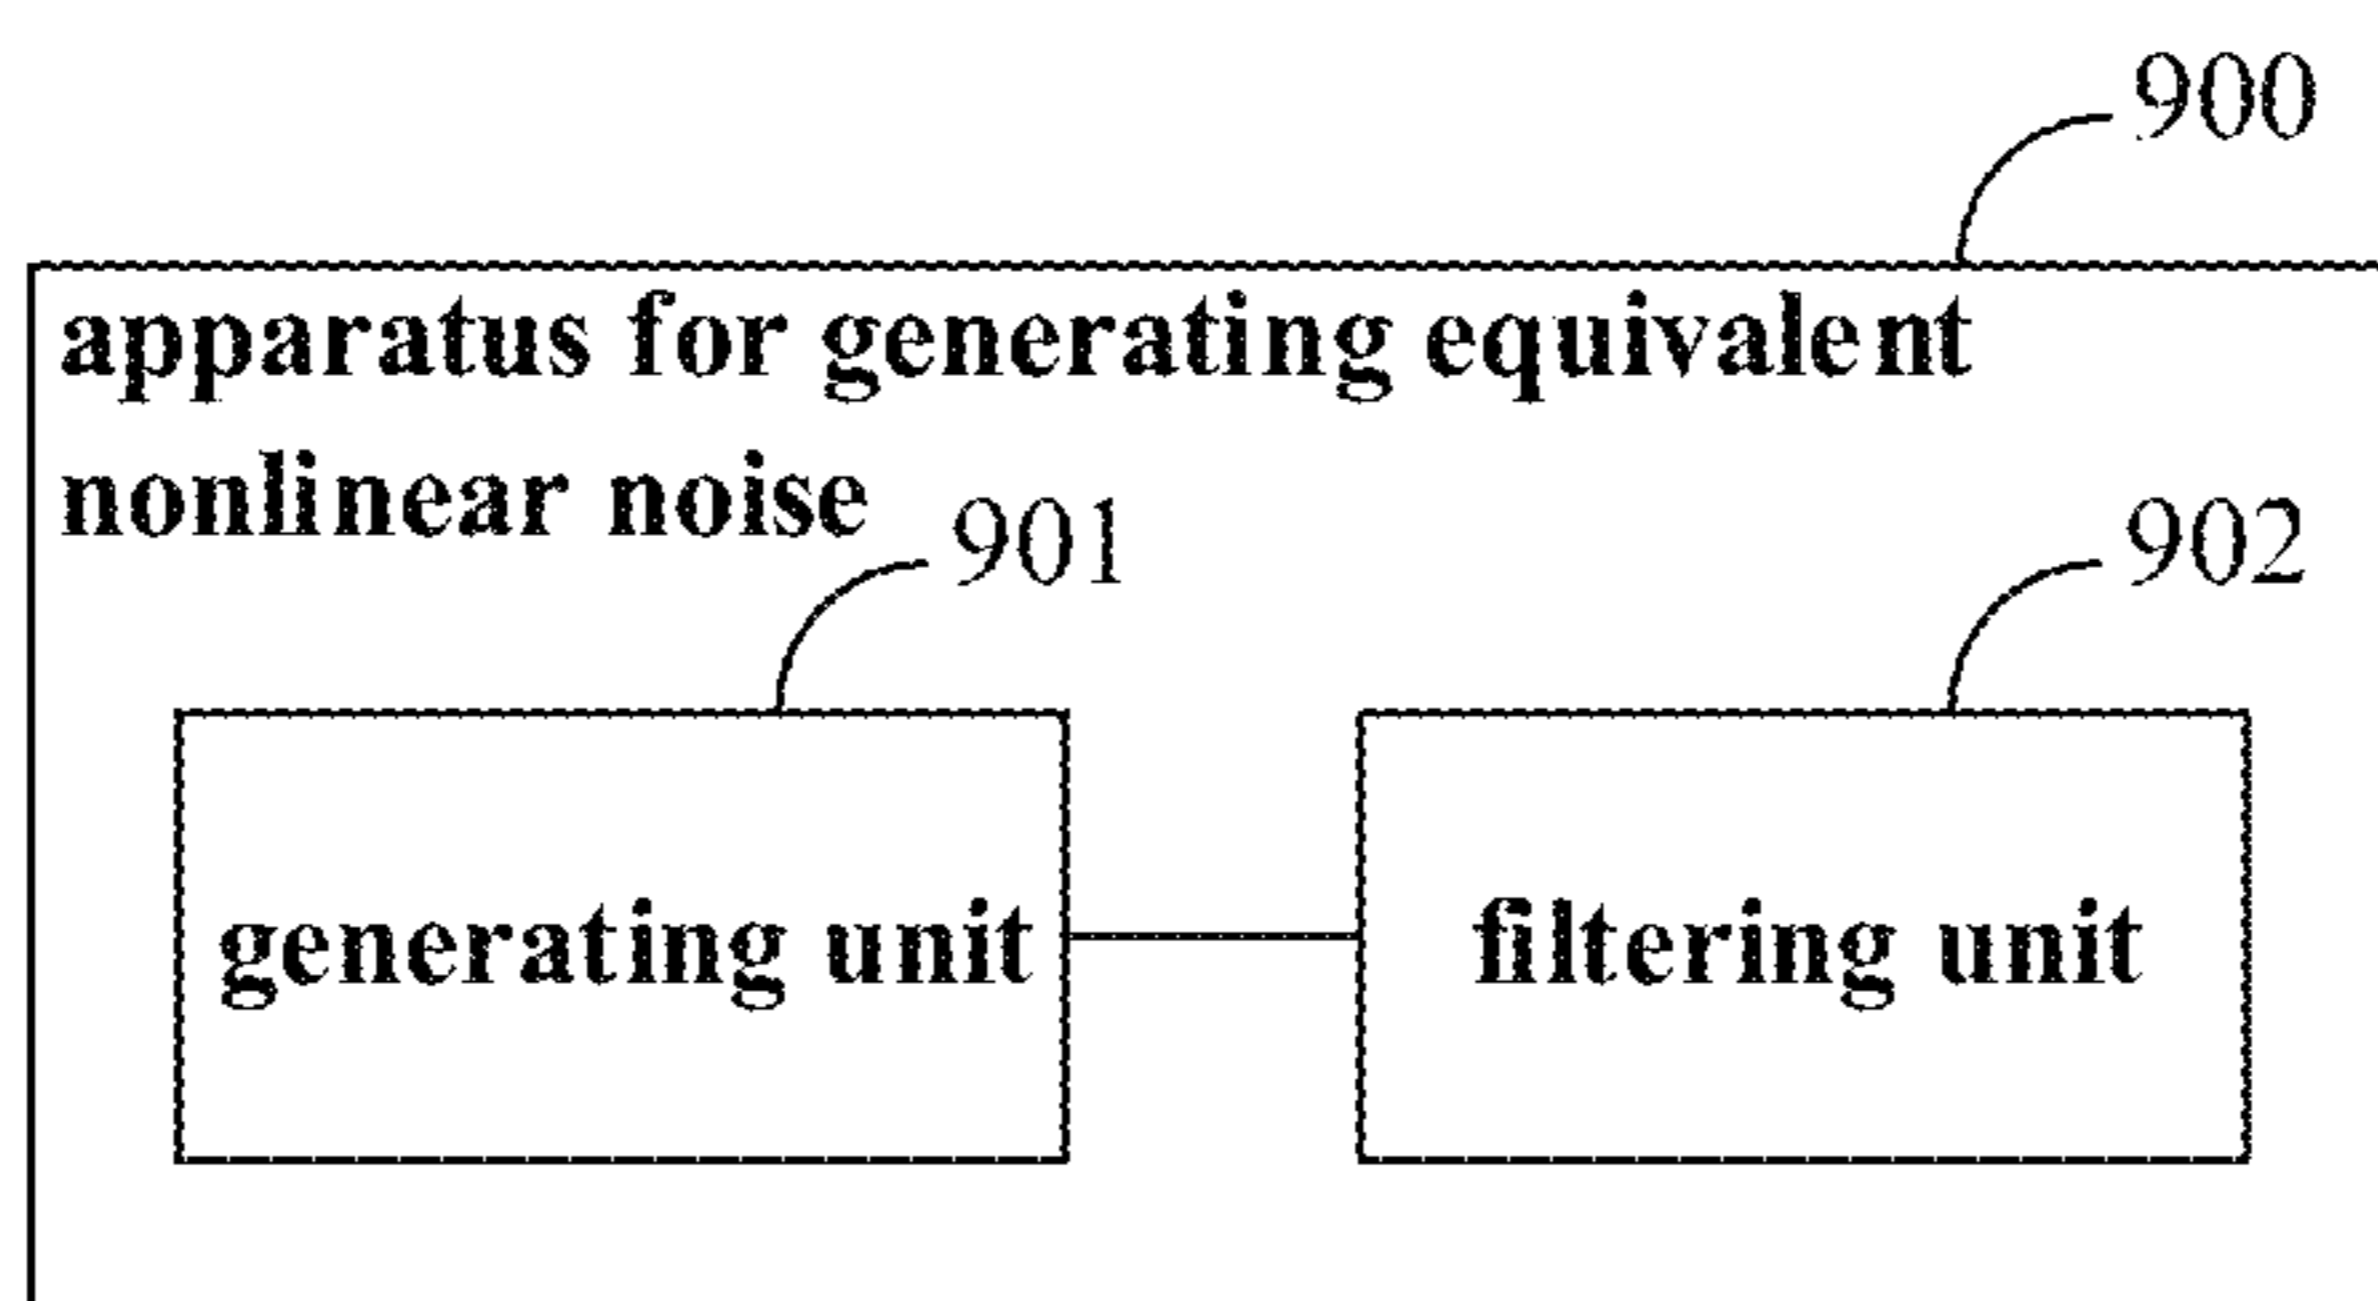 900
apparatus for generating equivalent
nonlinear noise
901
902
generating unit
filtering unit